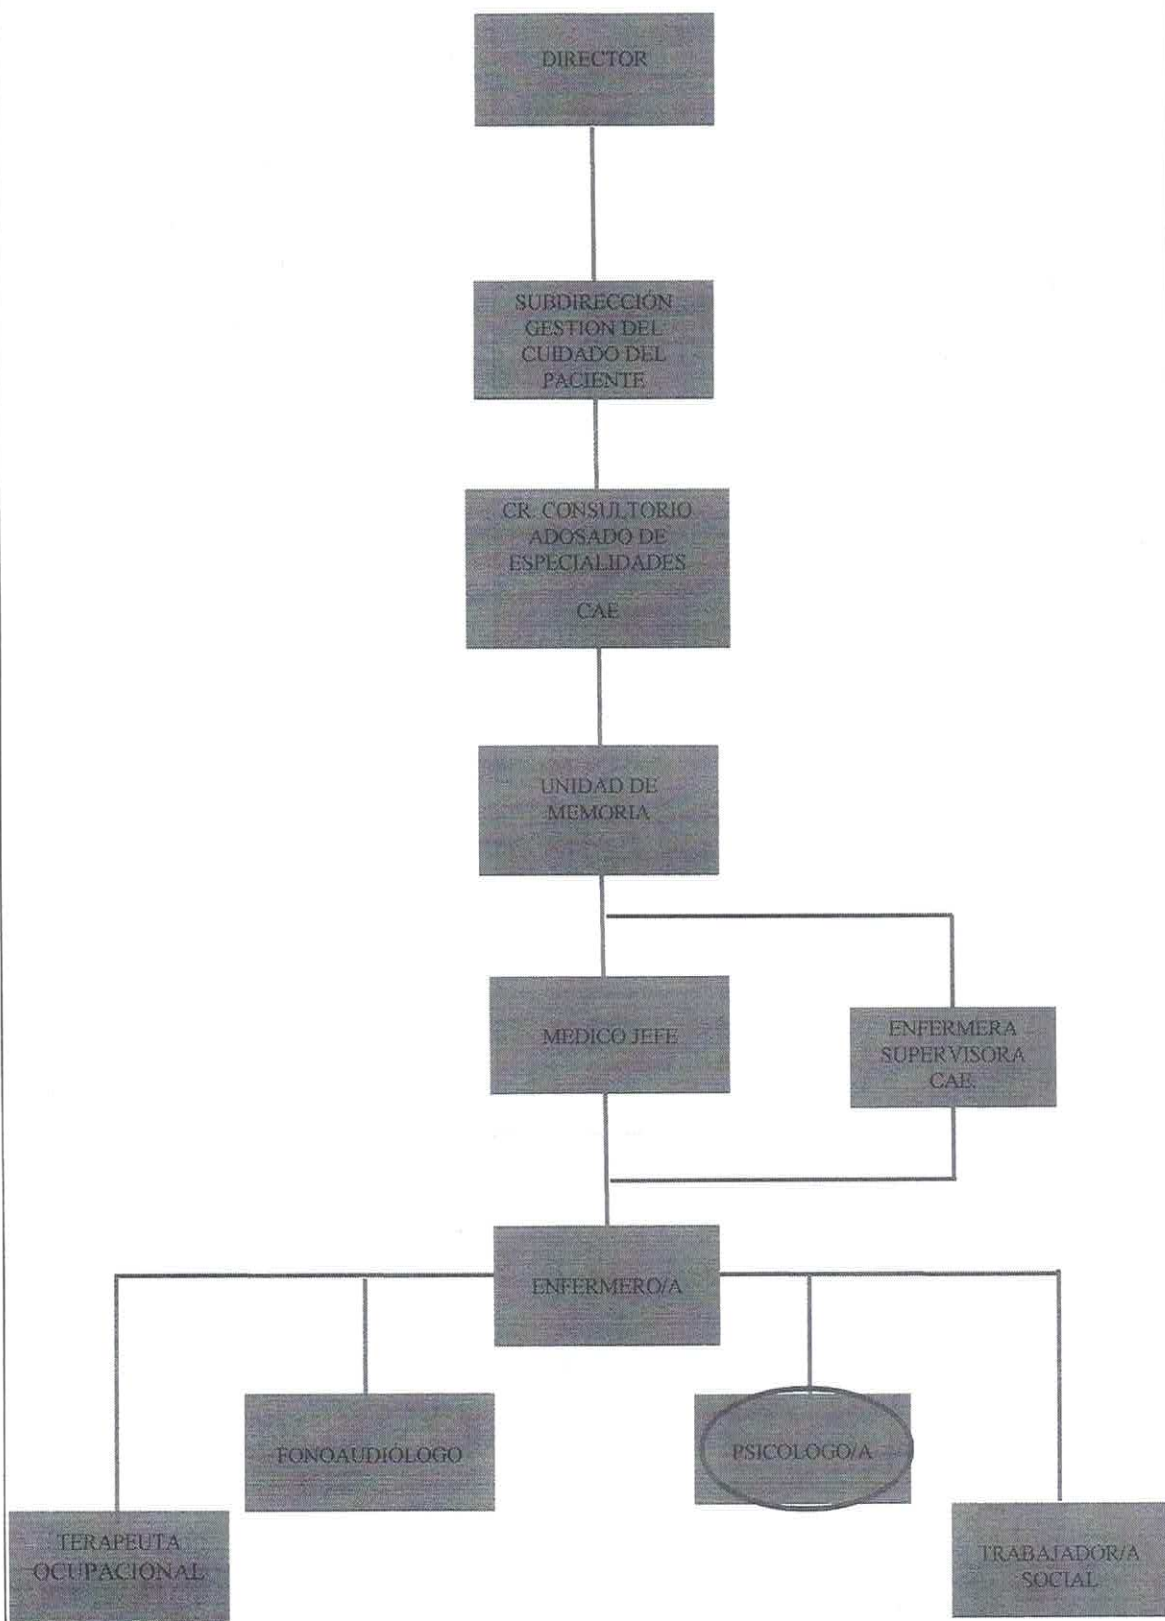 DIRECTOR
SUBDIRECCIÓN
GESTION DEL
CUIDADO DEL
PACIENTE
CR. CONSULTORIO
ADOSADO DE
ESPECIALIDADES
CAE
UNIDAD DE
MEMORIA
MEDICO JEFE
ENFERMERA
SUPERVISORA
CAE.
ENFERMERO/A
FONOAUDIÓLOGO
PSICOLOGO/A
TERAPEUTA
OCUPACIONAL
TRABAJADOR/A
SOCIAL